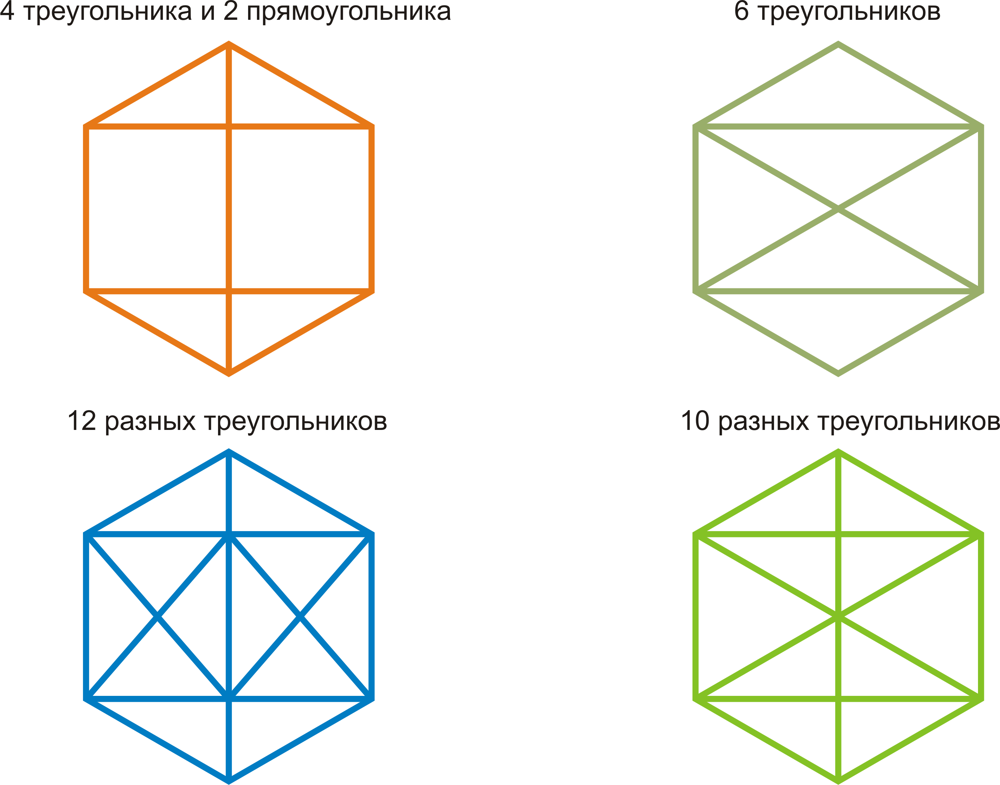 4 треугольника и 2 прямоугольника
6 треугольников
12 разных треугольников
10 разных треугольников